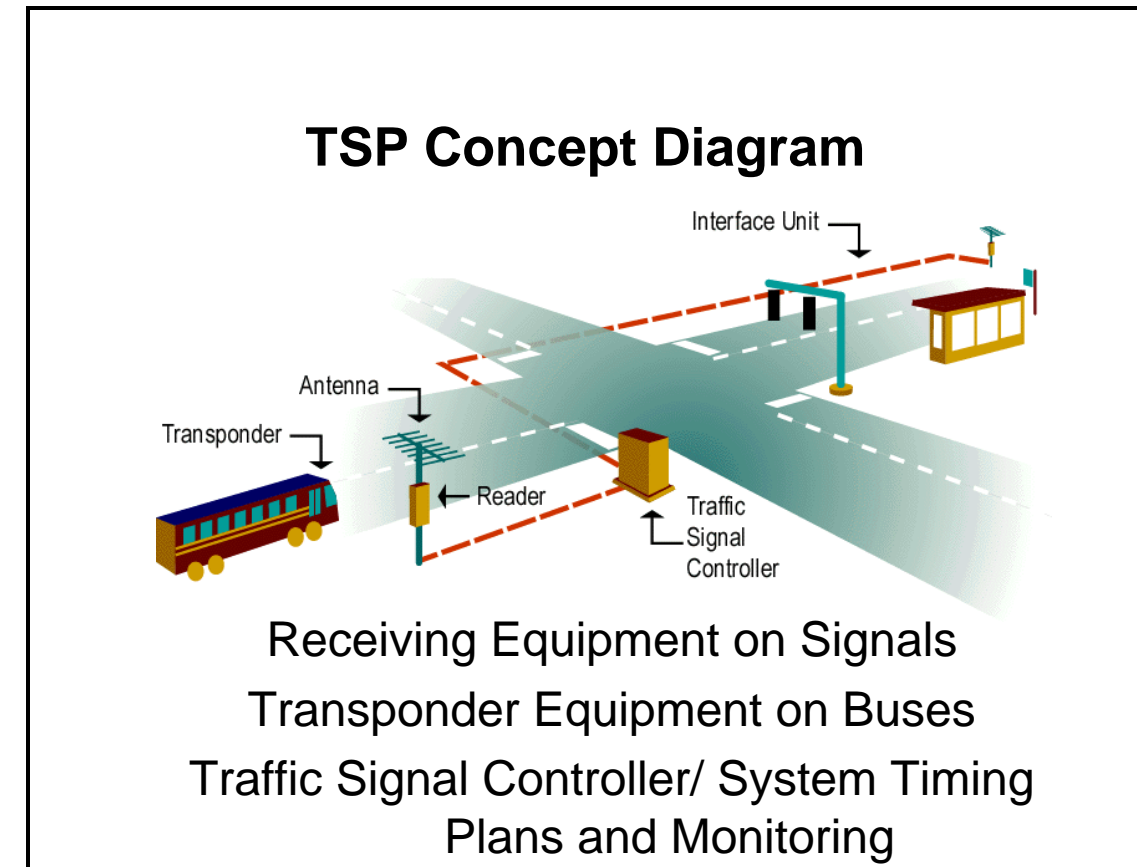 TSP Concept Diagram
Interface Unit
Antenna
Transponder
Reader
Traffic
Signal
Controller
Receiving Equipment on Signals
Transponder Equipment on Buses
Traffic Signal Controller/ System Timing
Plans and Monitoring